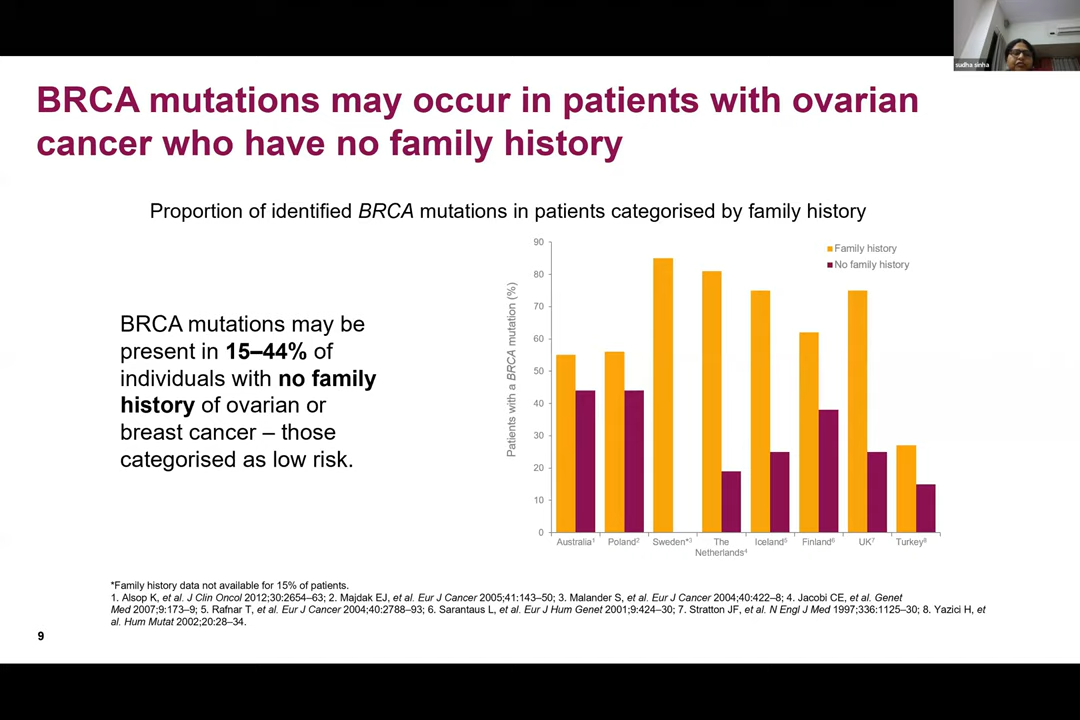 sudha sinha
BRCA mutations may occur in patients with ovarian
cancer who have no family history
Proportion of identified BRCA mutations in patients categorised by family history
BRCA mutations may be
present in 15–44% of
individuals with no family
history of ovarian or
breast cancer – those
categorised as low risk.
Patients with a BRCA mutation (%)
90
80
70
60
50
40
30
20
10
0
Family history
No family history
Australia¹
Poland²
Sweden*³
The
Netherlands⁴
Iceland⁵
Finland⁶
UK⁷
Turkey⁸
*Family history data not available for 15% of patients.
1. Alsop K, et al. J Clin Oncol 2012;30:2654–63; 2. Majdak EJ, et al. Eur J Cancer 2005;41:143–50; 3. Malander S, et al. Eur J Cancer 2004;40:422–8; 4. Jacobi CE, et al. Genet
Med 2007;9:173–9; 5. Rafnar T, et al. Eur J Cancer 2004;40:2788–93; 6. Sarantaus L, et al. Eur J Hum Genet 2001;9:424–30; 7. Stratton JF, et al. N Engl J Med 1997;336:1125–30; 8. Yazici H, et
al. Hum Mutat 2002;20:28–34.
9